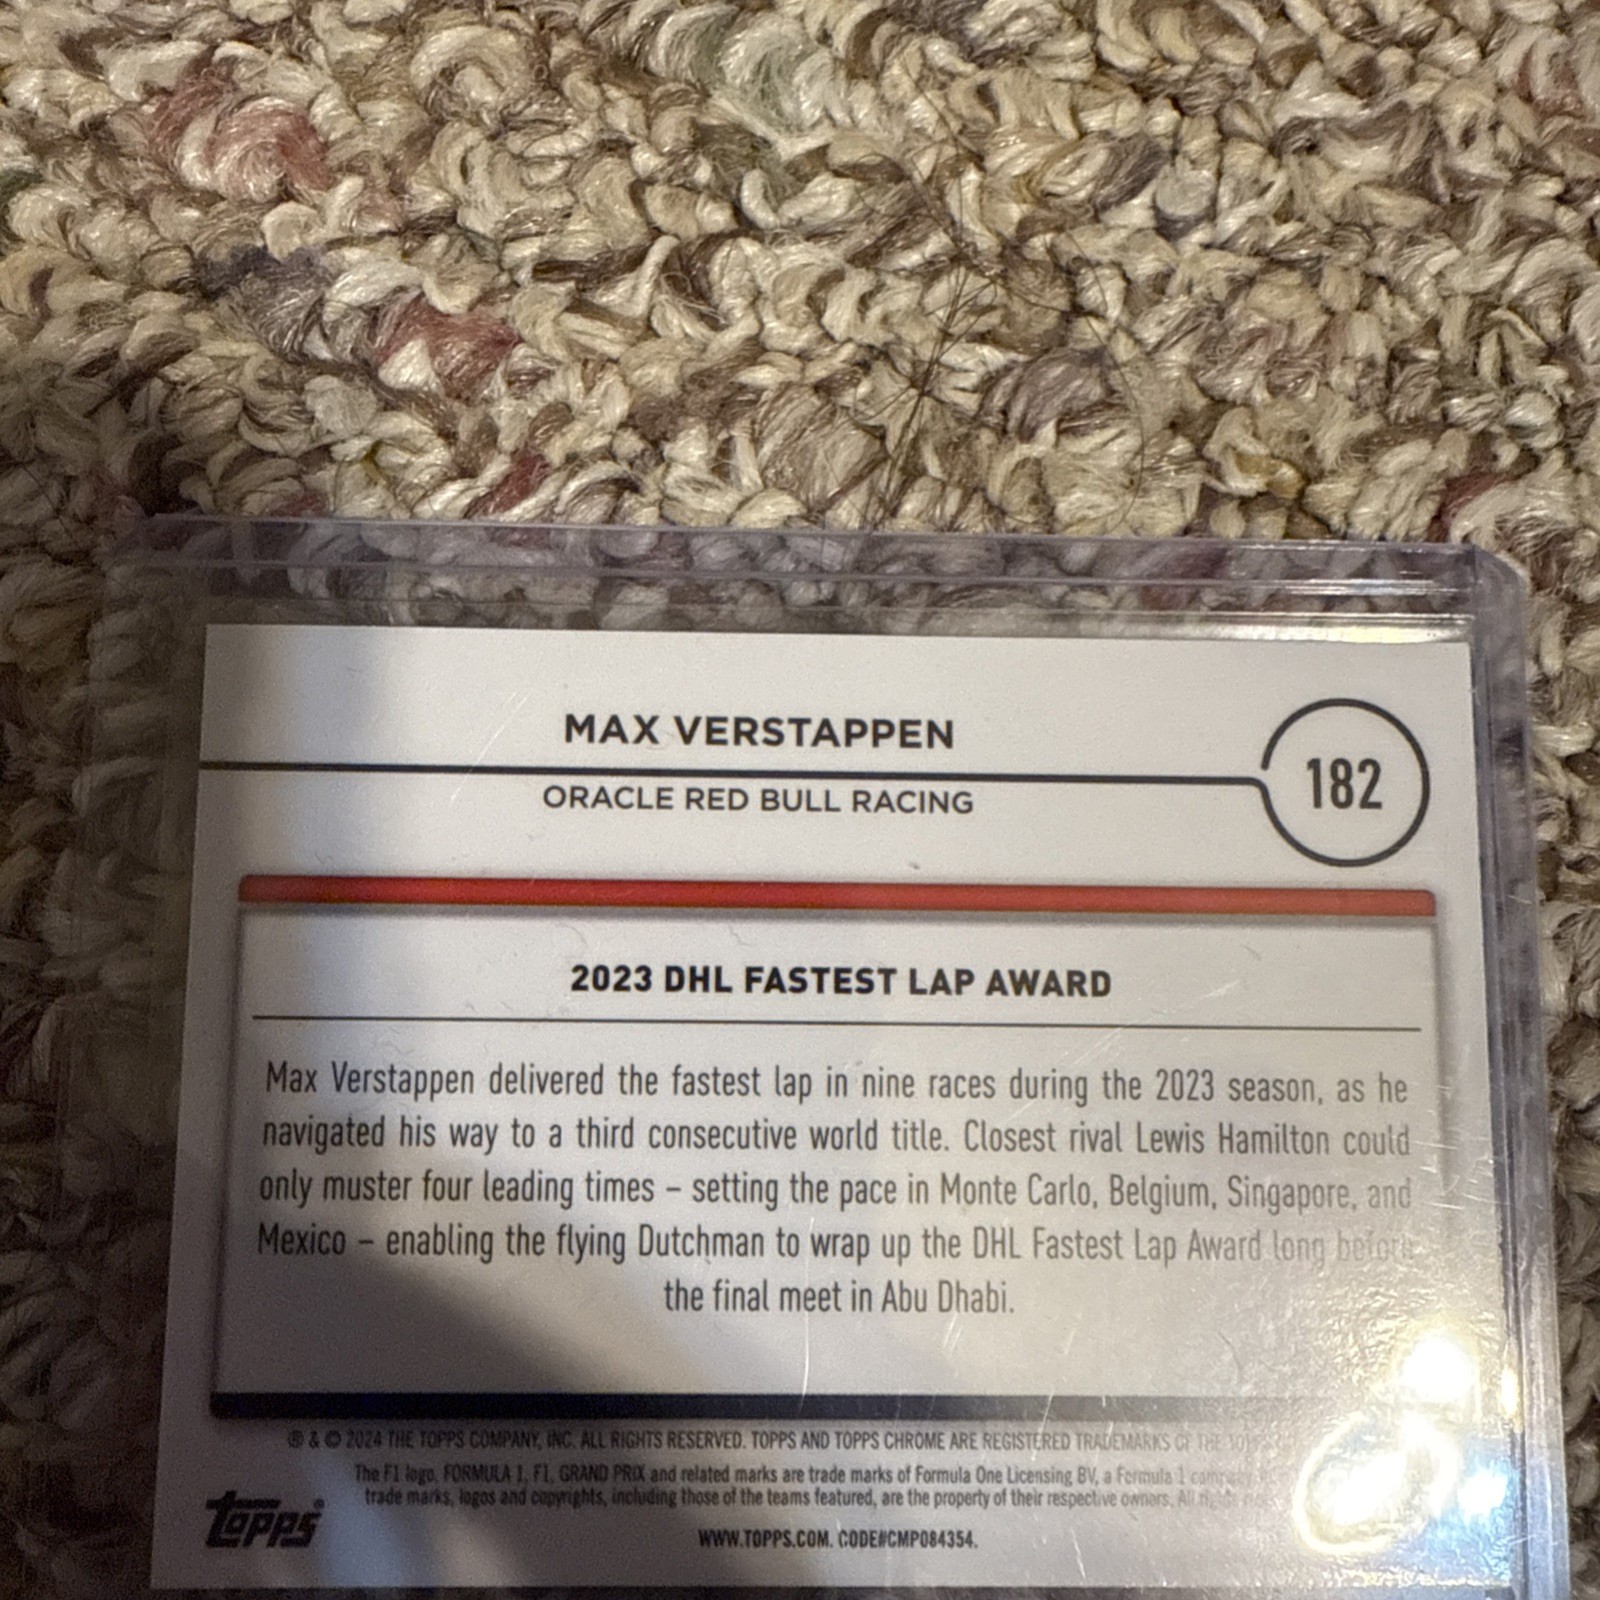 MAX VERSTAPPEN
182
ORACLE RED BULL RACING
2023 DHL FASTEST LAP AWARD
Max Verstappen delivered the fastest lap in nine races during the 2023 season, as he
navigated his way to a third consecutive world title. Closest rival Lewis Hamilton could
only muster four leading times – setting the pace in Monte Carlo, Belgium, Singapore, and
Mexico – enabling the flying Dutchman to wrap up the DHL Fastest Lap Award long before
the final meet in Abu Dhabi.
® & © 2024 THE TOPPS COMPANY, INC. ALL RIGHTS RESERVED. TOPPS AND TOPPS CHROME ARE REGISTERED TRADEMARKS OF THE
The F1 logo, FORMULA 1, F1, GRAND PRIX and related marks are trade marks of Formula One Licensing BV, a Formula 1
trade marks, logos and copyrights, including those of the teams featured, are the property of their respective owners. All
topps®
WWW.TOPPS.COM. CODE#CMP084354.